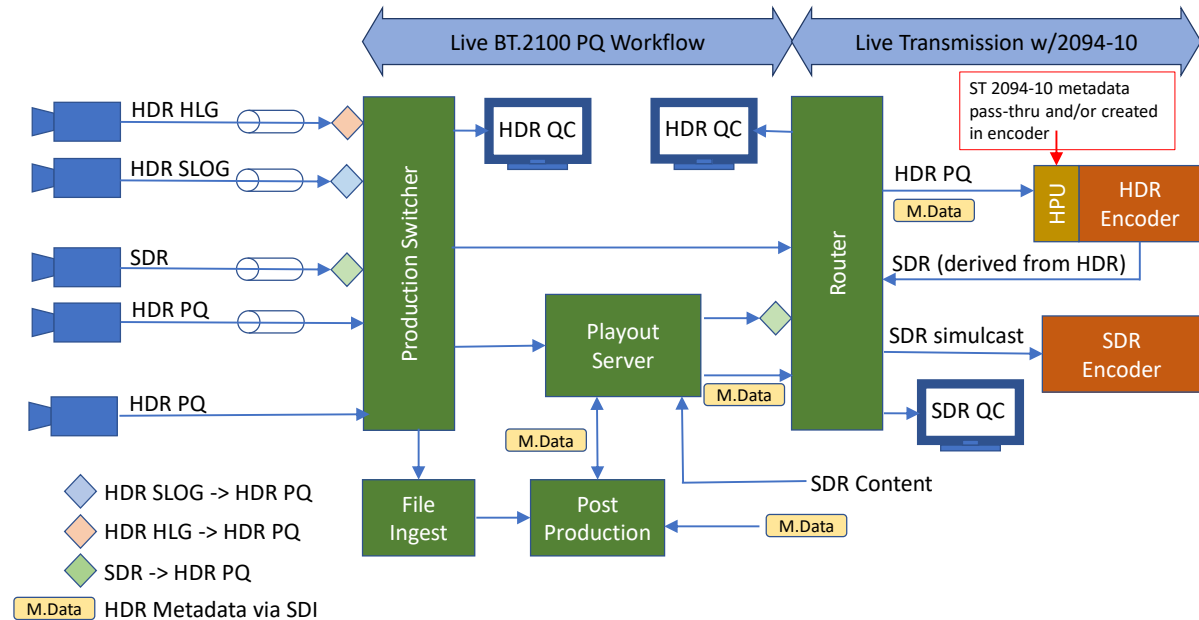 Live BT.2100 PQ Workflow
Live Transmission w/2094-10
ST 2094-10 metadata
pass-thru and/or created
in encoder
HDR HLG
HDR SLOG
SDR
HDR PQ
HDR PQ
Production Switcher
HDR QC
HDR QC
Router
HDR PQ
M.Data
HPU
HDR
Encoder
SDR (derived from HDR)
Playout
Server
M.Data
SDR simulcast
SDR
Encoder
SDR QC
M.Data
SDR Content
File
Ingest
Post
Production
M.Data
HDR SLOG -> HDR PQ
HDR HLG -> HDR PQ
SDR -> HDR PQ
M.Data HDR Metadata via SDI